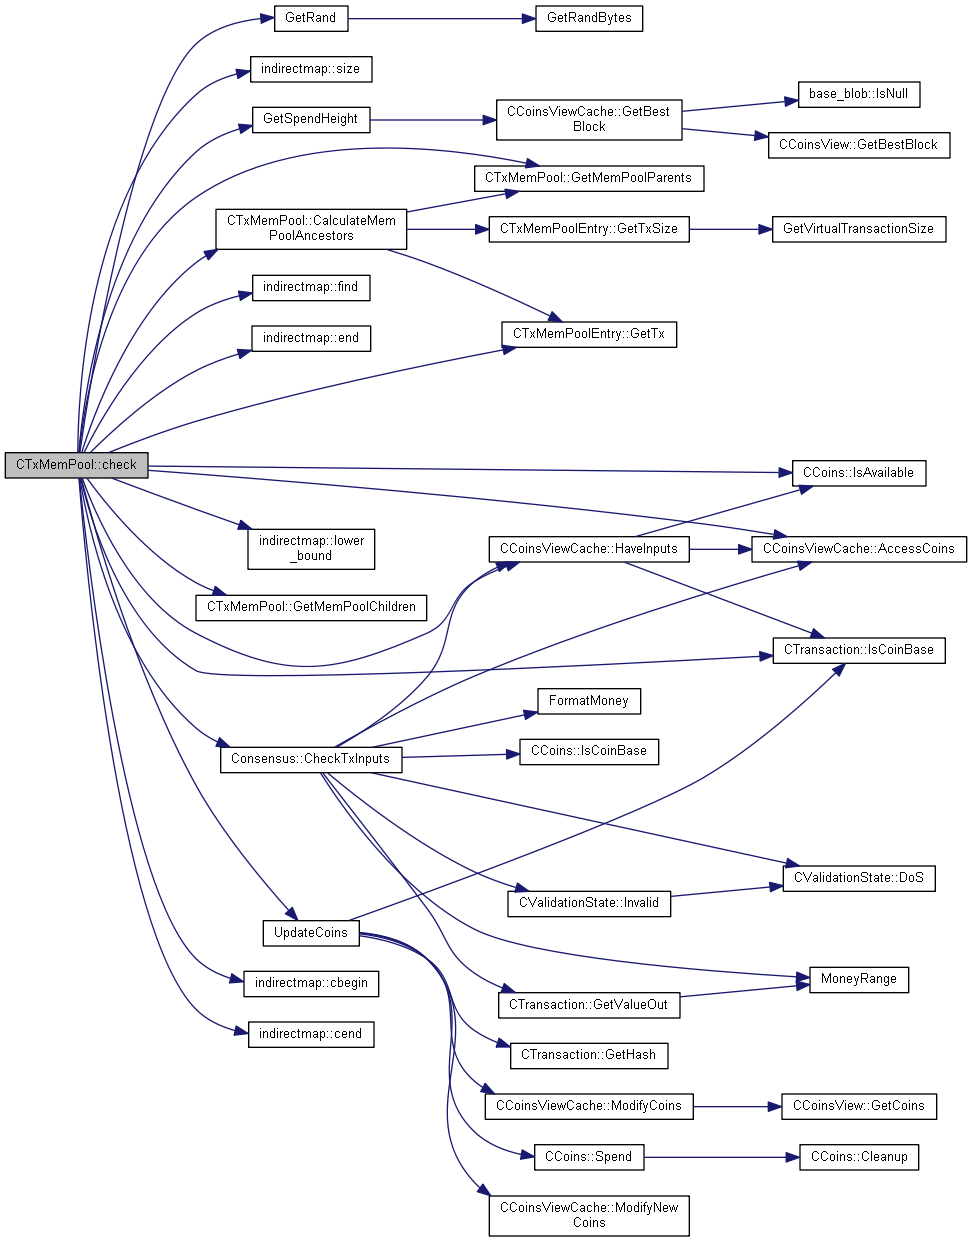 GetRand
GetRandBytes
indirectmap::size
base_blob::IsNull
GetSpendHeight
CCoinsViewCache::GetBest
Block
CCoinsView::GetBestBlock
CTxMemPool::GetMemPoolParents
CTxMemPool::CalculateMem
PoolAncestors
CTxMemPoolEntry::GetTxSize
GetVirtualTransactionSize
indirectmap::find
indirectmap::end
CTxMemPoolEntry::GetTx
CTxMemPool::check
CCoins::IsAvailable
indirectmap::lower
_bound
CCoinsViewCache::HaveInputs
CCoinsViewCache::AccessCoins
CTxMemPool::GetMemPoolChildren
CTransaction::IsCoinBase
FormatMoney
Consensus::CheckTxInputs
CCoins::IsCoinBase
CValidationState::DoS
CValidationState::Invalid
UpdateCoins
indirectmap::cbegin
MoneyRange
CTransaction::GetValueOut
indirectmap::cend
CTransaction::GetHash
CCoinsViewCache::ModifyCoins
CCoinsView::GetCoins
CCoins::Spend
CCoins::Cleanup
CCoinsViewCache::ModifyNew
Coins